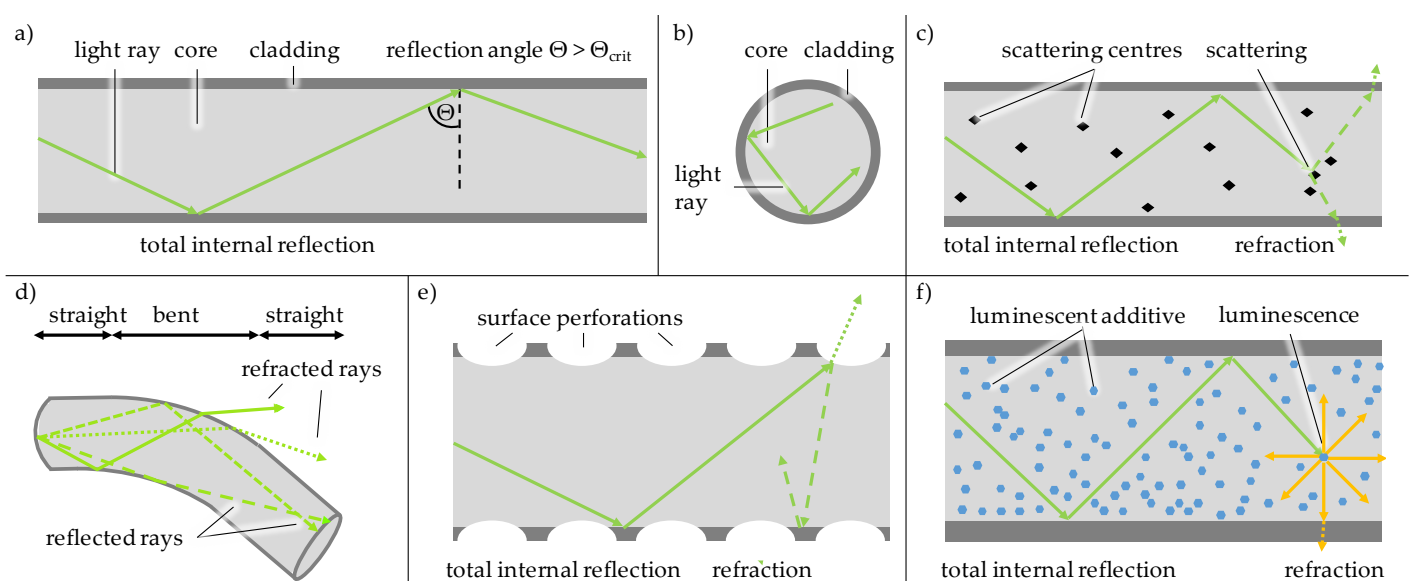 a)
light ray
core
cladding
reflection angle Θ > Θcrit
Θ
total internal reflection
b)
core
cladding
light
ray
c)
scattering centres
scattering
total internal reflection
refraction
d)
straight
bent
straight
refracted rays
reflected rays
e)
surface perforations
total internal reflection
refraction
f)
luminescent additive
luminescence
total internal reflection
refraction